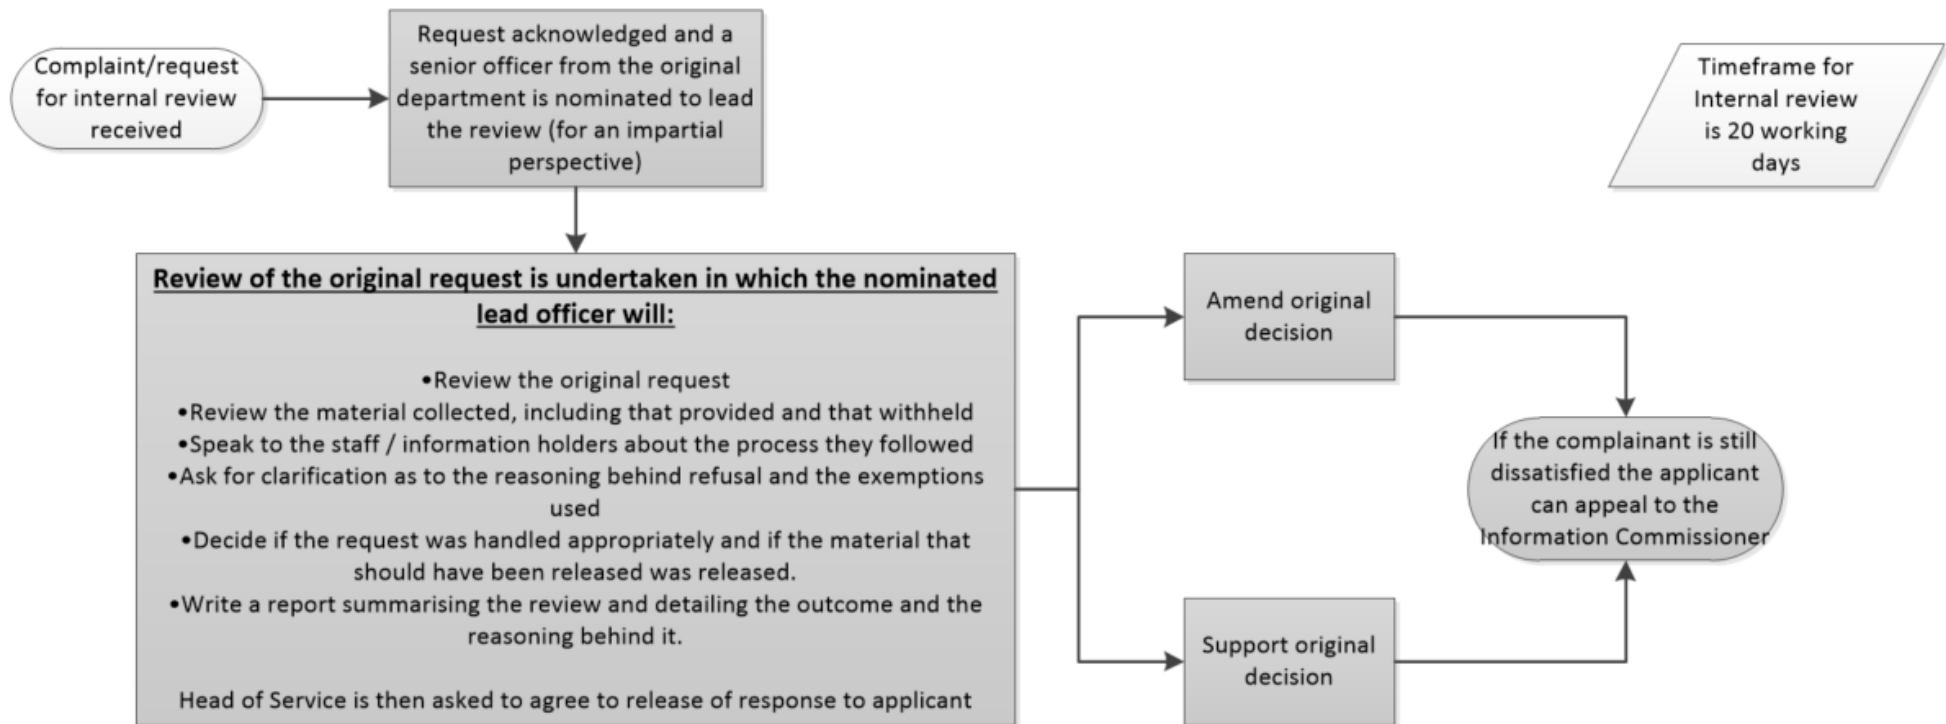 Complaint/request
for internal review
received
Request acknowledged and a
senior officer from the original
department is nominated to lead
the review (for an impartial
perspective)
Timeframe for
Internal review
is 20 working
days
Review of the original request is undertaken in which the nominated
lead officer will:
•Review the original request
•Review the material collected, including that provided and that withheld
•Speak to the staff / information holders about the process they followed
•Ask for clarification as to the reasoning behind refusal and the exemptions
used
•Decide if the request was handled appropriately and if the material that
should have been released was released.
•Write a report summarising the review and detailing the outcome and the
reasoning behind it.
Head of Service is then asked to agree to release of response to applicant
Amend original
decision
Support original
decision
If the complainant is still
dissatisfied the applicant
can appeal to the
Information Commissioner